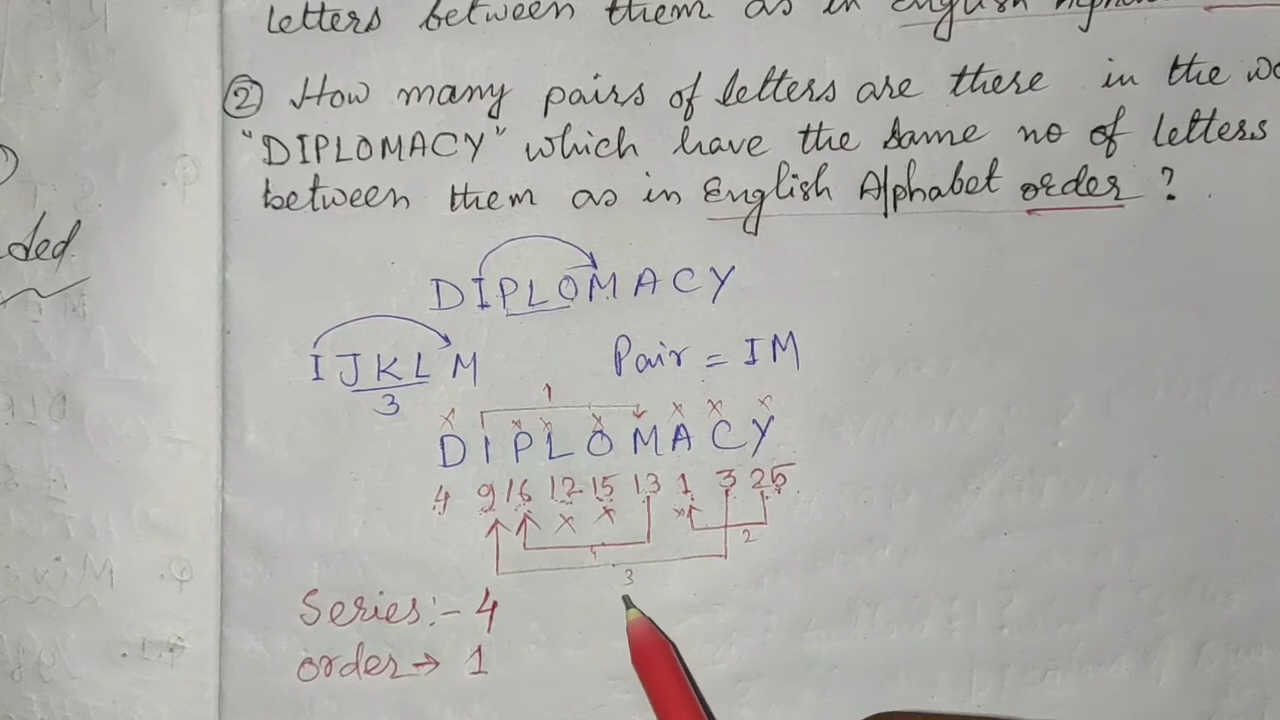 letters between them as in English
② How many pairs of letters are there in the
"DIPLOMACY" which have the same no of letters
between them as in English Alphabet order ?
ded.
DIPLOMACY
I J K L M
3
Pair = IM
1
x x x x x x x
D I P L O M A C Y
4 9 16 12 15 13 1 3 25
x x x
2
3
Series:- 4
order → 1